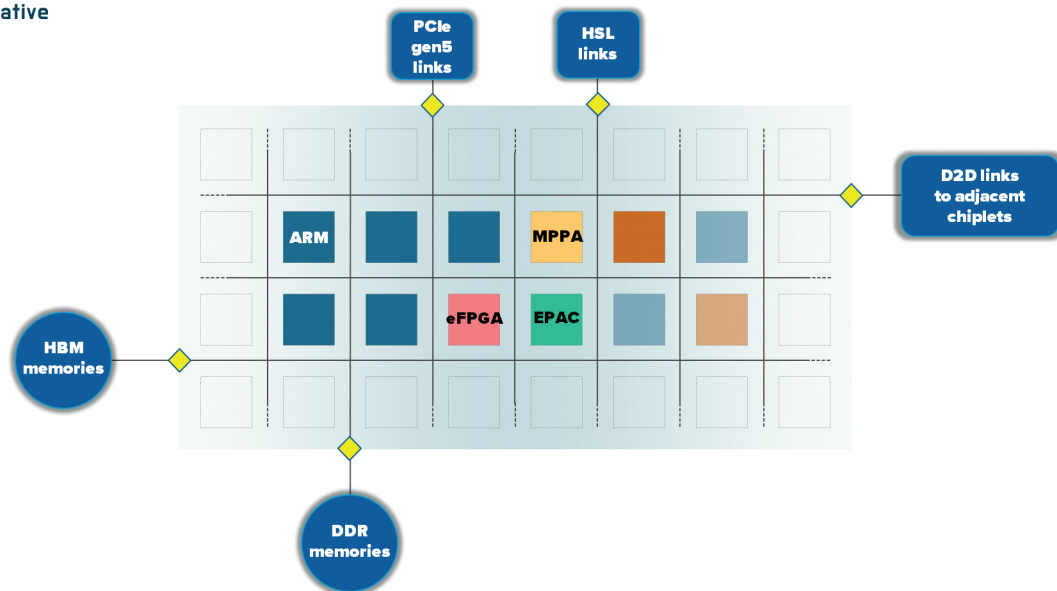 ative
PCIe
gen5
links
HSL
links
D2D links
to adjacent
chiplets
ARM
MPPA
eFPGA
EPAC
HBM
memories
DDR
memories